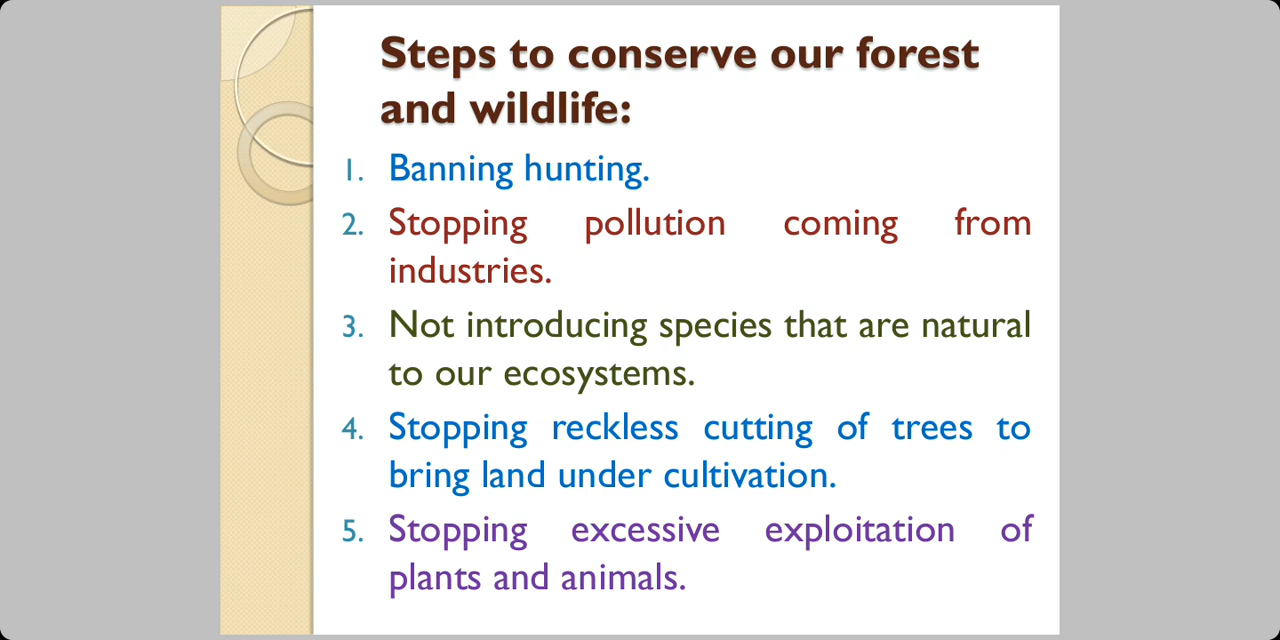 Steps to conserve our forest
and wildlife:
1. Banning hunting.
2. Stopping pollution coming from
industries.
3. Not introducing species that are natural
to our ecosystems.
4. Stopping reckless cutting of trees to
bring land under cultivation.
5. Stopping excessive exploitation of
plants and animals.